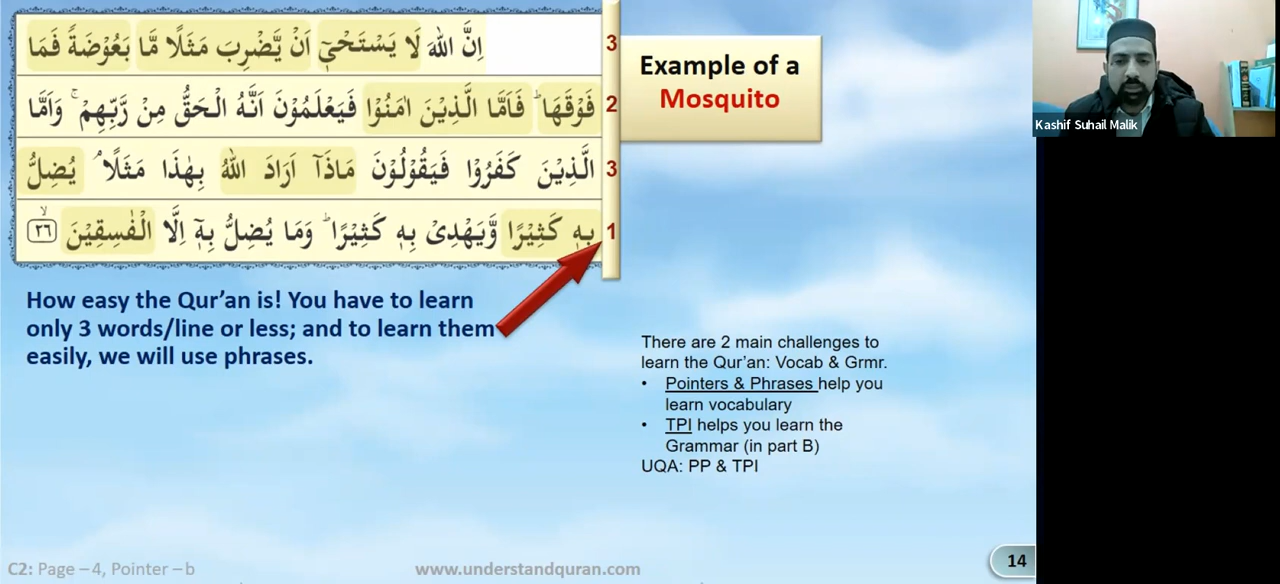 اِنَّ اللّٰهَ لَا يَسْتَحْيٖٓ اَنْ يَّضْرِبَ مَثَلًا مَّا بَعُوْضَةً فَمَا
3
فَوْقَهَا ؕ فَاَمَّا الَّذِيْنَ اٰمَنُوْا فَيَعْلَمُوْنَ اَنَّهُ الْحَقُّ مِنْ رَّبِّهِمْ ۚ وَاَمَّا
2
الَّذِيْنَ كَفَرُوْا فَيَقُوْلُوْنَ مَاذَآ اَرَادَ اللّٰهُ بِهٰذَا مَثَلًا ۘ يُضِلُّ
3
بِهٖ كَثِيْرًا وَّيَهْدِىْ بِهٖ كَثِيْرًا ؕ وَمَا يُضِلُّ بِهٖٓ اِلَّا الْفٰسِقِيْنَ ۙ ٢٦
1
Example of a
Mosquito
Kashif Suhail Malik
How easy the Qur’an is! You have to learn
only 3 words/line or less; and to learn them
easily, we will use phrases.
There are 2 main challenges to
learn the Qur’an: Vocab & Grmr.
• Pointers & Phrases help you
learn vocabulary
• TPI helps you learn the
Grammar (in part B)
UQA: PP & TPI
C2: Page – 4, Pointer – b
www.understandquran.com
14